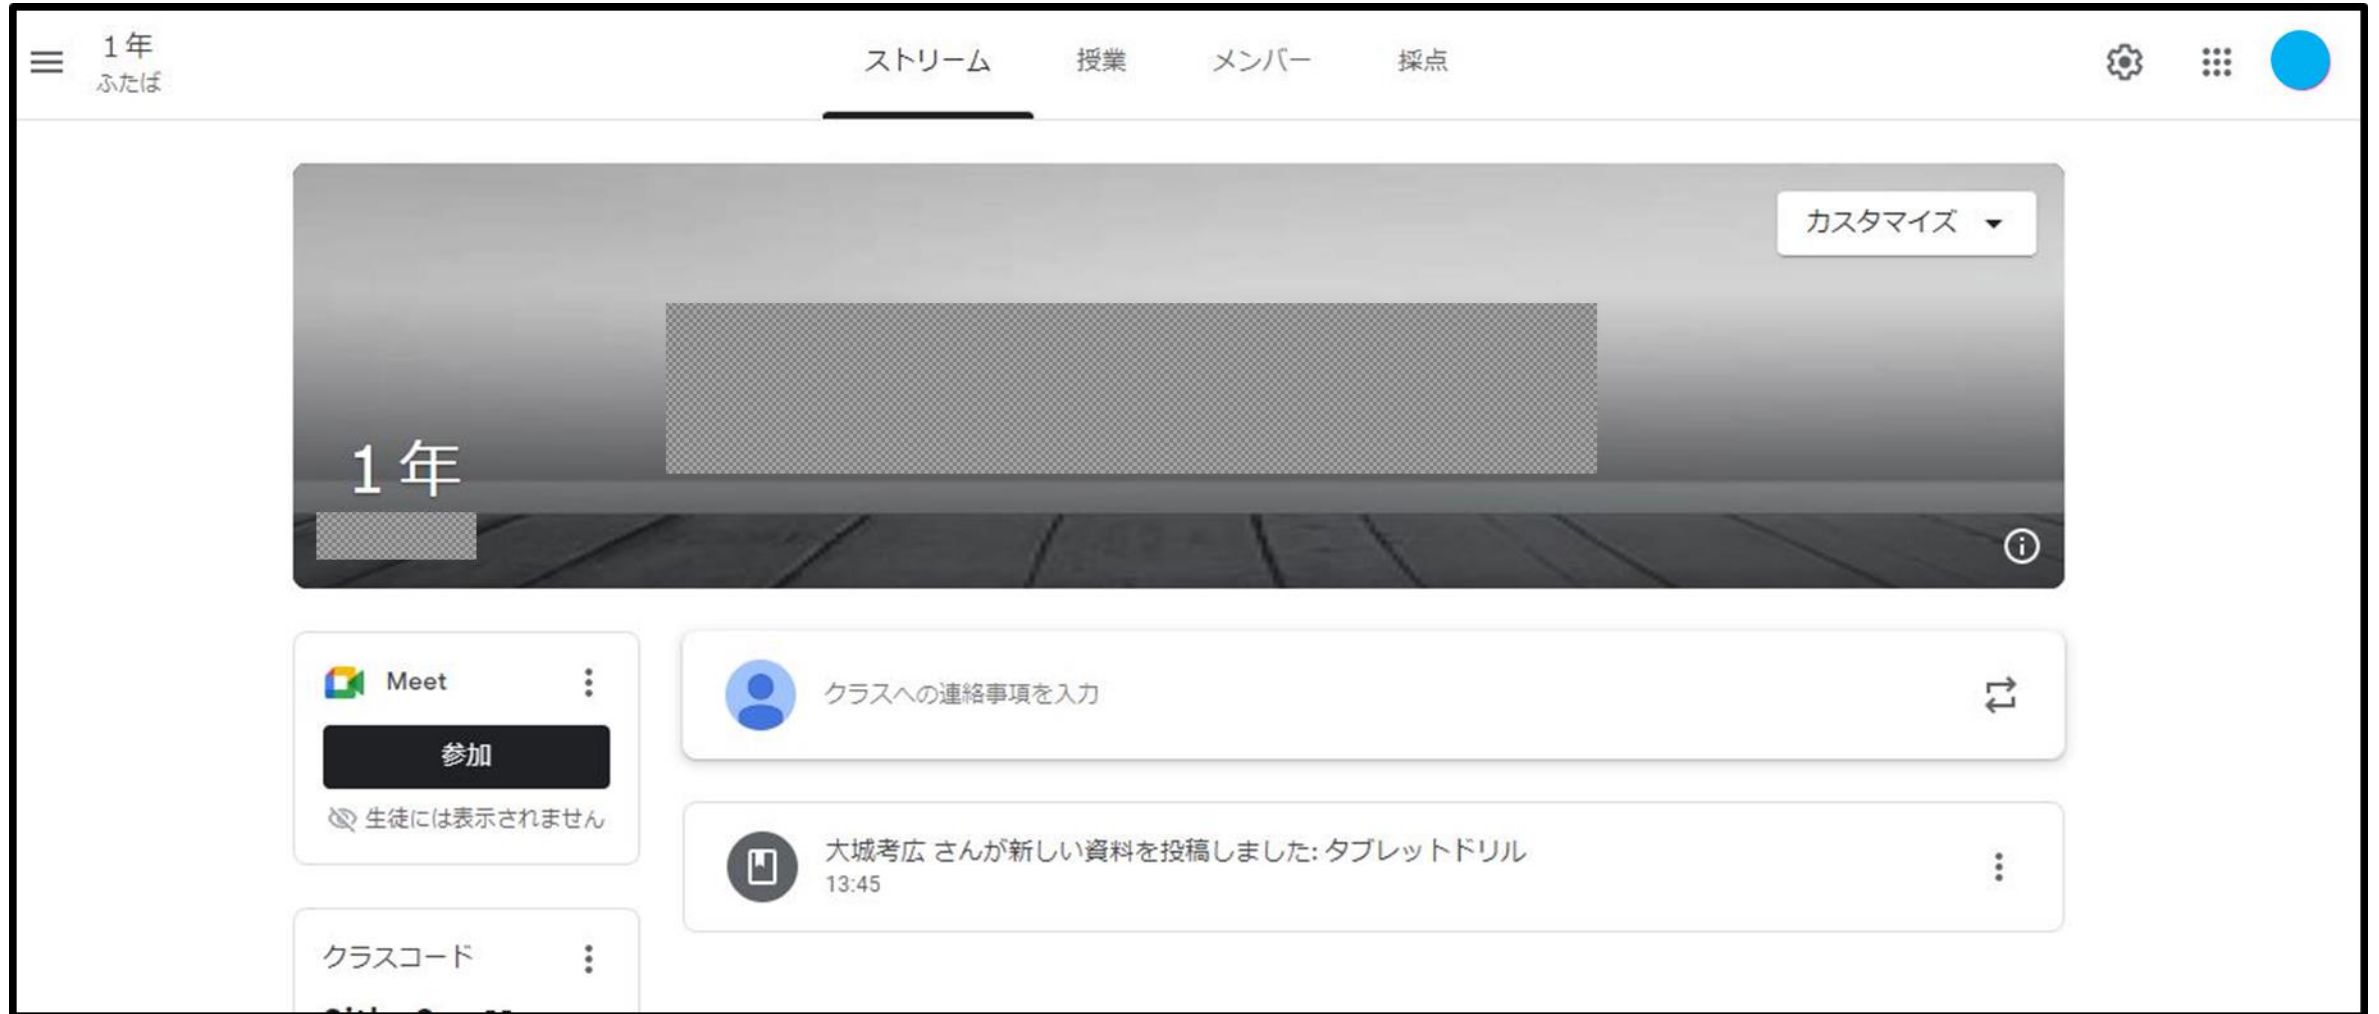 1年
ふたば
ストリーム 授業 メンバー 採点
カスタマイズ
1年
Meet
参加
生徒には表示されません
クラスへの連絡事項を入力
大城考広 さんが新しい資料を投稿しました: タブレットドリル
13:45
クラスコード